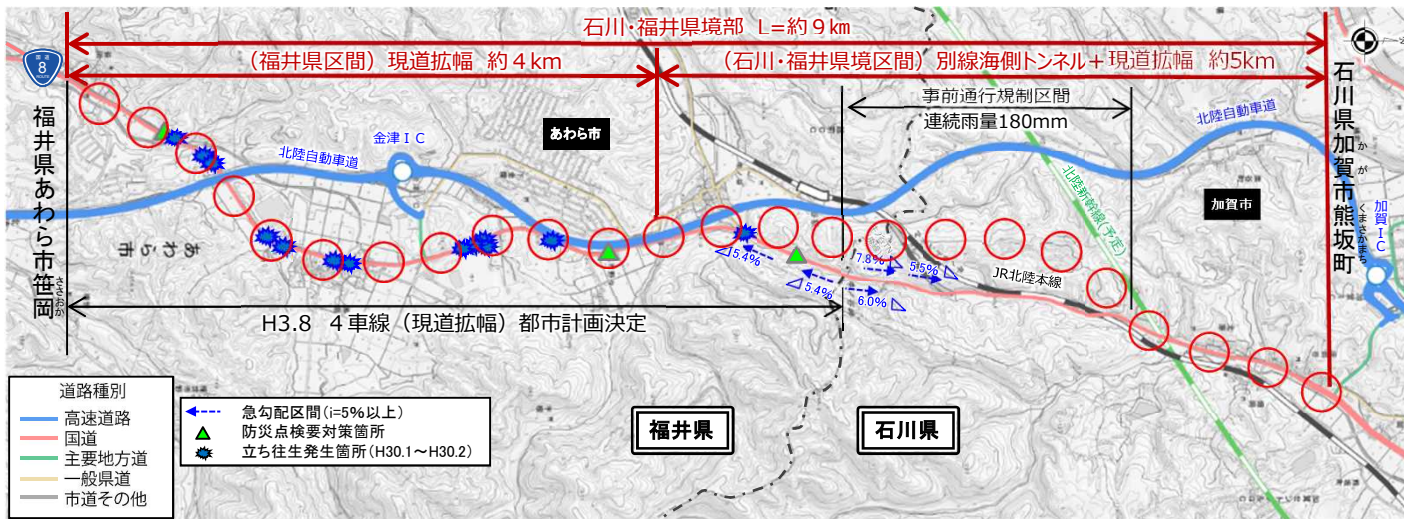 石川・福井県境部 L=約9km
(福井県区間)現道拡幅 約4km
(石川・福井県境区間)別線海側トンネル+現道拡幅 約5km
国道
8
ROUTE
事前通行規制区間
連続雨量180mm
福井県あわら市笹岡
ささおか
石川県加賀市熊坂町
かが
くまさかまち
あわら市
金津IC
北陸自動車道
北陸自動車道
北陸新幹線(予定)
加賀市
加賀IC
あわら市
5.4%
7.8%
5.5%
JR北陸本線
5.4%
6.0%
H3.8 4車線(現道拡幅)都市計画決定
福井県
石川県
道路種別
高速道路
国道
主要地方道
一般県道
市道その他
急勾配区間(i=5%以上)
防災点検要対策箇所
立ち往生発生箇所(H30.1~H30.2)